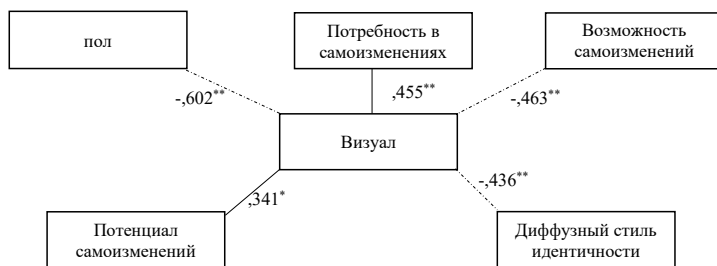 пол
Потребность в
самоизменениях
Возможность
самоизменений
-,602**
,455**
-,463**
Визуал
,341*
-,436**
Потенциал
самоизменений
Диффузный стиль
идентичности